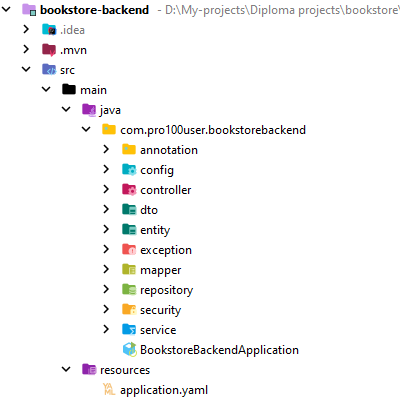 bookstore-backend - D:\My-projects\Diploma projects\bookstore\
.idea
.mvn
src
main
java
com.pro100user.bookstorebackend
annotation
config
controller
dto
entity
exception
mapper
repository
security
service
BookstoreBackendApplication
resources
application.yaml